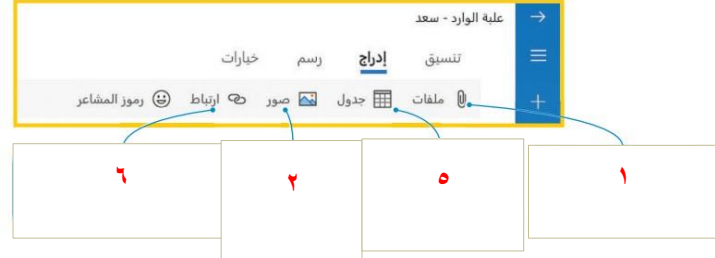 علبة الوارد - سعد
تنسيق إدراج رسم خيارات
ملفات جدول صور ارتباط رموز المشاعر
١ ٥ ٢ ٦